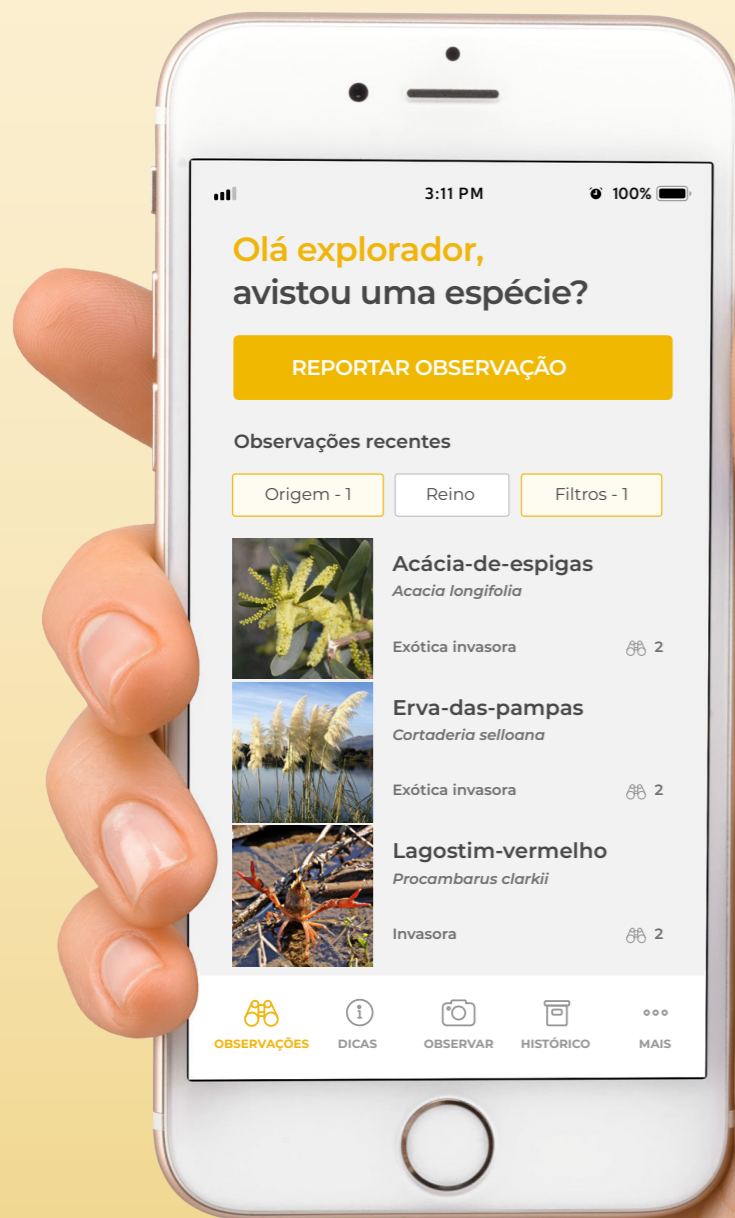 3:11 PM
100%
Olá explorador,
avistou uma espécie?
REPORTAR OBSERVAÇÃO
Observações recentes
Origem - 1
Reino
Filtros - 1
Acácia-de-espigas
Acacia longifolia
Exótica invasora
2
Erva-das-pampas
Cortaderia selloana
Exótica invasora
2
Lagostim-vermelho
Procambarus clarkii
Invasora
2
OBSERVAÇÕES
DICAS
OBSERVAR
HISTÓRICO
MAIS